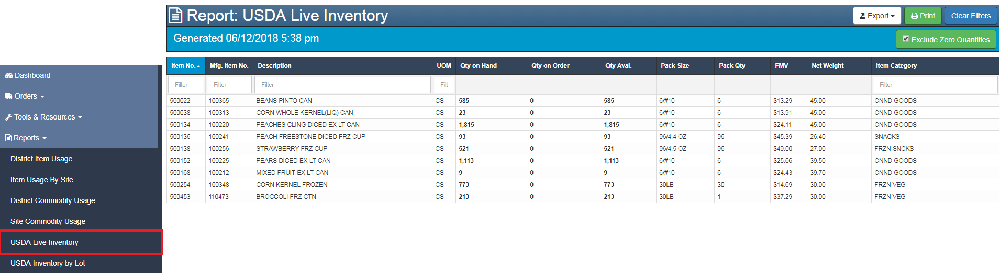 Report: USDA Live Inventory
Export
Print
Clear Filters
Generated 06/12/2018 5:38 pm
Exclude Zero Quantities
Dashboard
Orders
Tools & Resources
Reports
District Item Usage
Item Usage By Site
District Commodity Usage
Site Commodity Usage
USDA Live Inventory
USDA Inventory by Lot
Item No. Mfg. Item No. Description UOM Qty on Hand Qty on Order Qty Aval. Pack Size Pack Qty FMV Net Weight Item Category
Filter Filter Filter Filt Filter
500022 100365 BEANS PINTO CAN CS 585 0 585 6/#10 6 $13.29 45.00 CNND GOODS
500038 100313 CORN WHOLE KERNEL(LIQ) CAN CS 23 0 23 6/#10 6 $13.91 45.00 CNND GOODS
500134 100220 PEACHES CLING DICED EX LT CAN CS 1,815 0 1,815 6/#10 6 $24.11 45.00 CNND GOODS
500136 100241 PEACH FREESTONE DICED FRZ CUP CS 93 0 93 96/4.4 OZ 96 $45.39 26.40 SNACKS
500138 100256 STRAWBERRY FRZ CUP CS 521 0 521 96/4.5 OZ 96 $49.00 27.00 FRZN SNCKS
500152 100225 PEARS DICED EX LT CAN CS 1,113 0 1,113 6/#10 6 $25.66 39.50 CNND GOODS
500168 100212 MIXED FRUIT EX LT CAN CS 9 0 9 6/#10 6 $24.43 39.70 CNND GOODS
500254 100348 CORN KERNEL FROZEN CS 773 0 773 30LB 30 $14.69 30.00 FRZN VEG
500453 110473 BROCCOLI FRZ CTN CS 213 0 213 30LB 1 $37.29 30.00 FRZN VEG